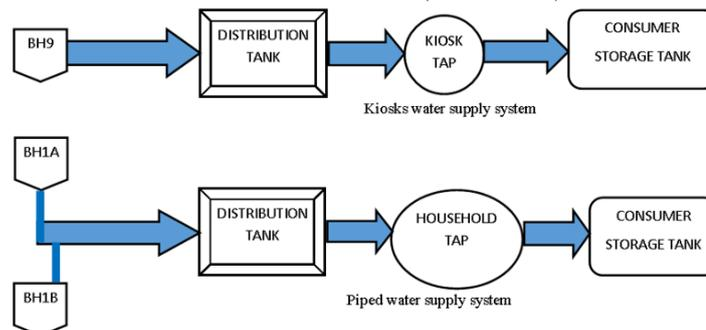 BH9
DISTRIBUTION
TANK
KIOSK
TAP
CONSUMER
STORAGE TANK
Kiosks water supply system
BH1A
DISTRIBUTION
TANK
HOUSEHOLD
TAP
CONSUMER
STORAGE TANK
BH1B
Piped water supply system